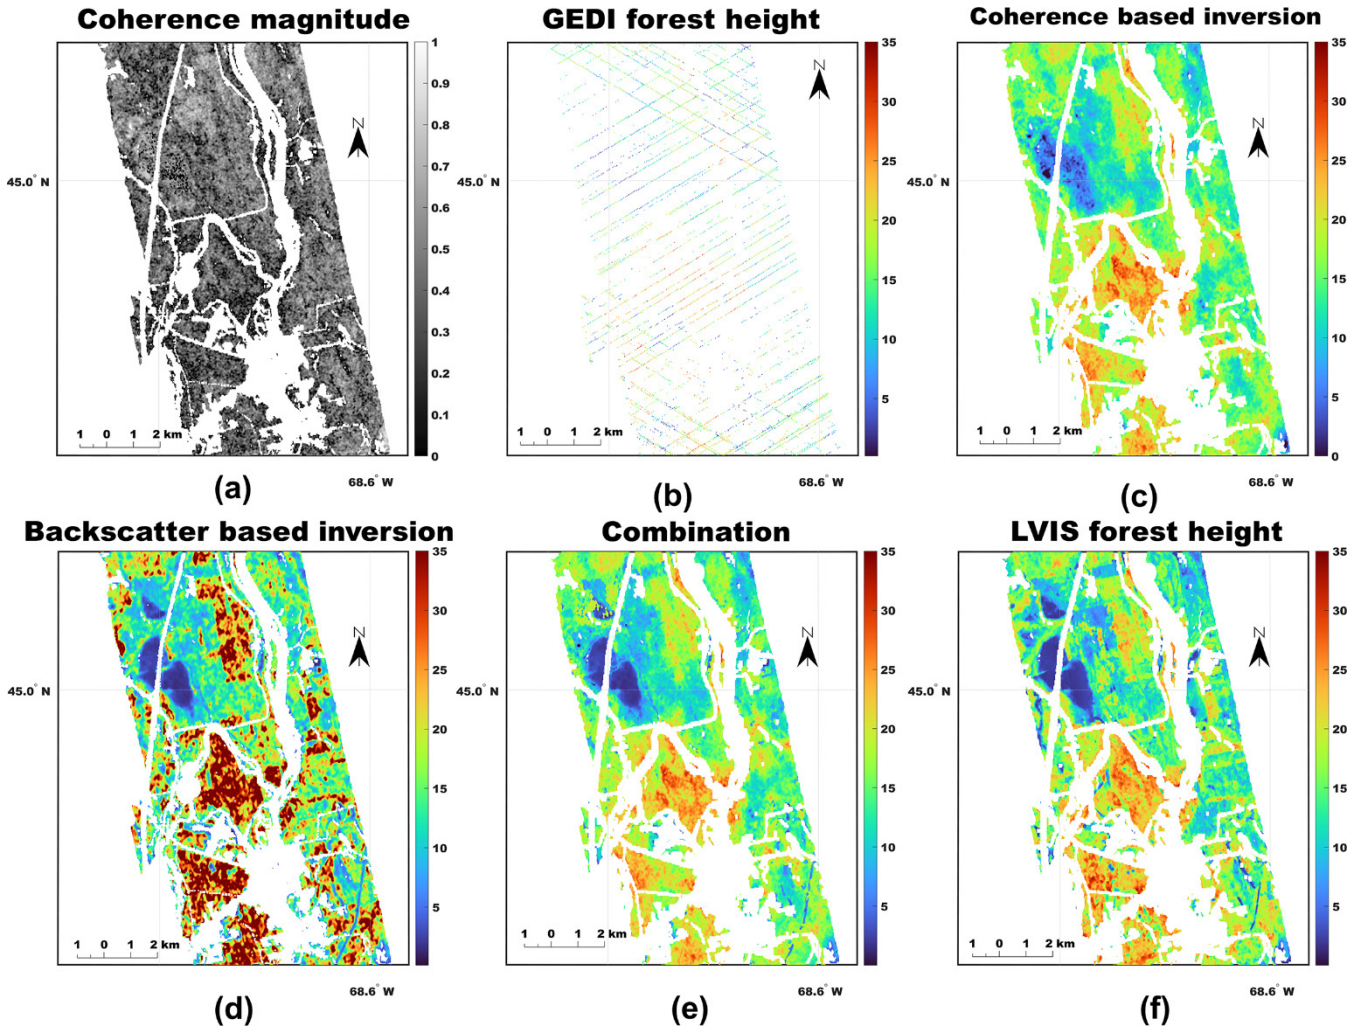 Coherence magnitude
GEDI forest height
Coherence based inversion
N
45.0° N
1 0 1 2 km
68.6° W
1
0.9
0.8
0.7
0.6
0.5
0.4
0.3
0.2
0.1
0
(a)
N
45.0° N
1 0 1 2 km
68.6° W
35
30
25
20
15
10
5
(b)
N
45.0° N
1 0 1 2 km
68.6° W
35
30
25
20
15
10
5
0
(c)
Backscatter based inversion
Combination
LVIS forest height
N
45.0° N
1 0 1 2 km
68.6° W
35
30
25
20
15
10
5
(d)
N
45.0° N
1 0 1 2 km
68.6° W
35
30
25
20
15
10
5
(e)
N
45.0° N
1 0 1 2 km
68.6° W
35
30
25
20
15
10
5
(f)